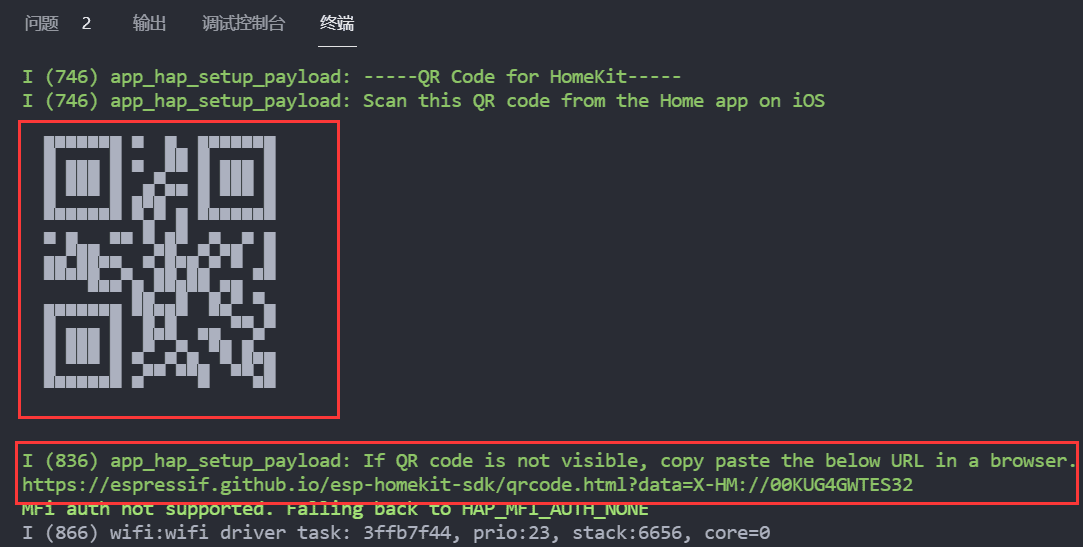 问题 2 输出 调试控制台 终端
I (746) app_hap_setup_payload: -----QR Code for HomeKit-----
I (746) app_hap_setup_payload: Scan this QR code from the Home app on iOS
I (836) app_hap_setup_payload: If QR code is not visible, copy paste the below URL in a browser.
https://espressif.github.io/esp-homekit-sdk/qrcode.html?data=X-HM://00KUG4GWTES32
MFi auth not supported. Falling back to HAP_MFI_AUTH_NONE
I (866) wifi:wifi driver task: 3ffb7f44, prio:23, stack:6656, core=0